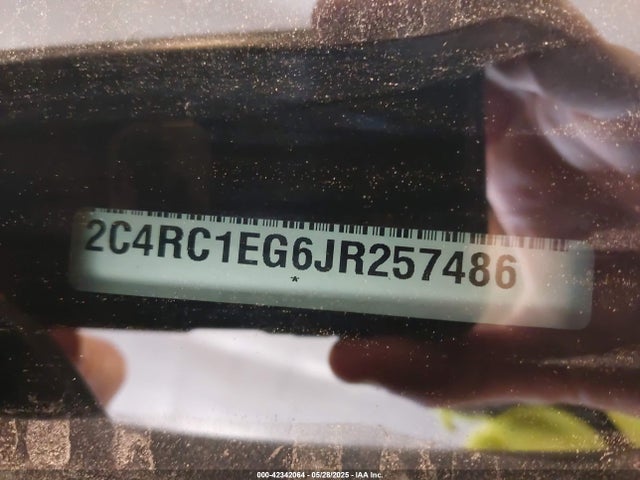 2C4RC1EG6JR257486
*
000-42342064 - 05/28/2025 - IAA Inc.